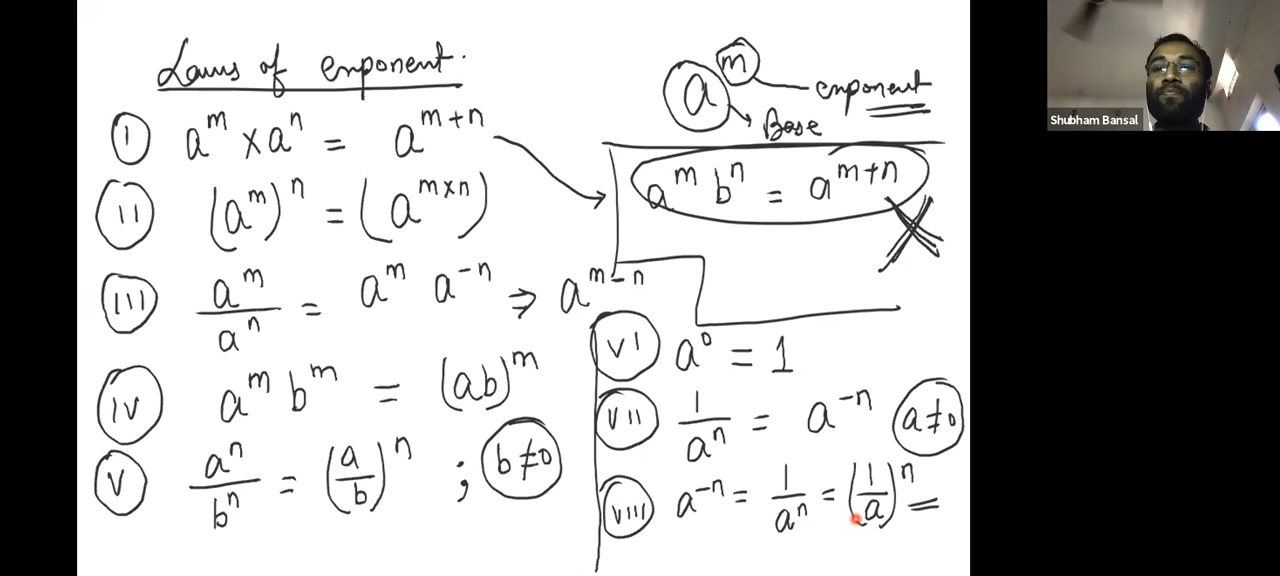 Laws of exponent.
(I) a^m × a^n = a^(m+n)
(II) (a^m)^n = (a^(m×n))
(III) a^m / a^n = a^m a^-n ⇒ a^(m-n)
(IV) a^m b^m = (ab)^m
(V) a^n / b^n = (a/b)^n ; b≠0
a^m
exponent
Base
a^m b^n = a^(m+n) X
(VI) a^0 = 1
(VII) 1/a^n = a^-n a≠0
(VIII) a^-n = 1/a^n = (1/a)^n
Shubham Bansal